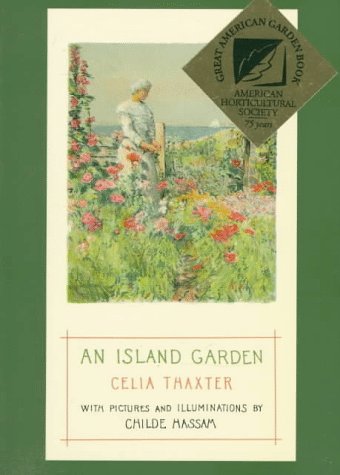 GREAT AMERICAN GARDEN BOOK
AMERICAN
HORTICULTURAL
SOCIETY
75 years
AN ISLAND GARDEN
CELIA THAXTER
WITH PICTURES AND ILLUMINATIONS BY
CHILDE HASSAM